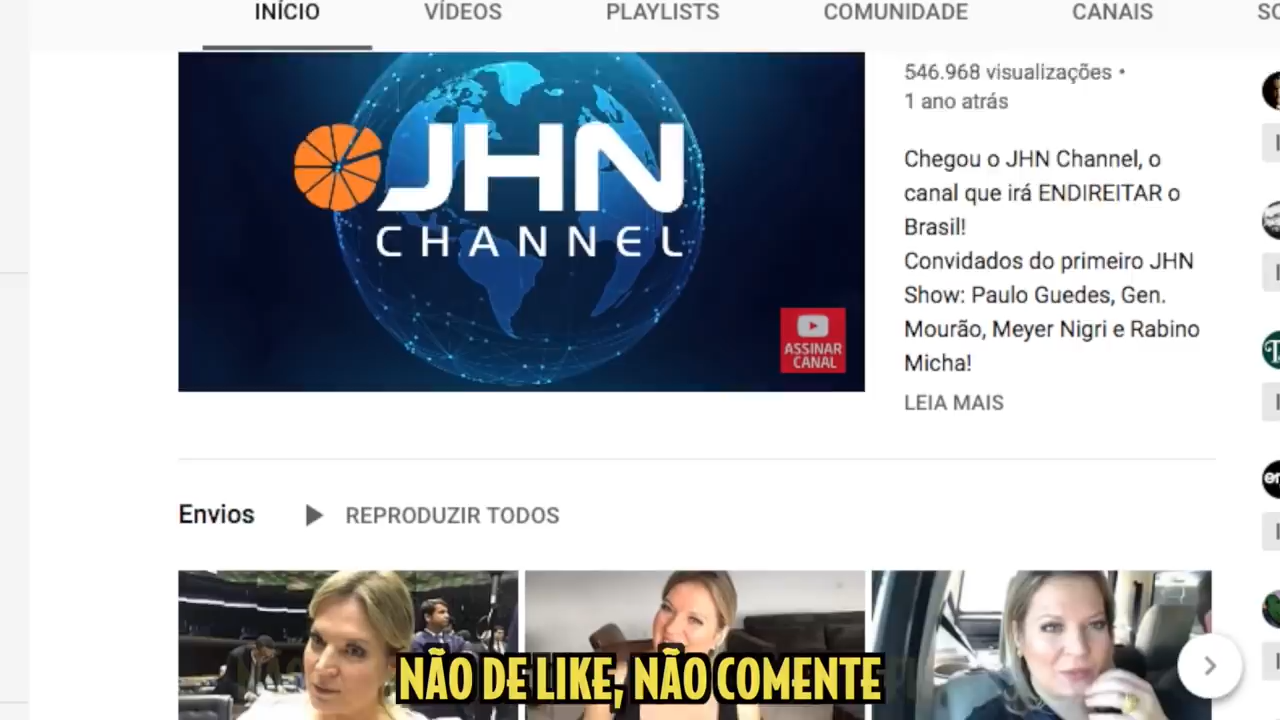 INÍCIO VÍDEOS PLAYLISTS COMUNIDADE CANAIS
546.968 visualizações •
1 ano atrás
JHN
CHANNEL
ASSINAR
CANAL
Chegou o JHN Channel, o
canal que irá ENDIREITAR o
Brasil!
Convidados do primeiro JHN
Show: Paulo Guedes, Gen.
Mourão, Meyer Nigri e Rabino
Micha!
LEIA MAIS
Envios REPRODUZIR TODOS
NÃO DE LIKE, NÃO COMENTE